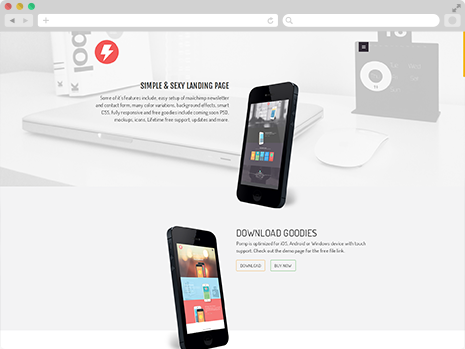 pool
SIMPLE & SEXY LANDING PAGE
Some of it's features include, easy setup of mailchimp newsletter
and contact form, many color variations, background effects, smart
CSS, fully responsive and free goodies include coming soon PSD,
mockups, icons. Lifetime free support, updates and more.
DOWNLOAD GOODIES
Pomp is optimized for iOS, Android or Windows device with touch
support. Check out the demo page for the free file link.
DOWNLOAD
BUY NOW